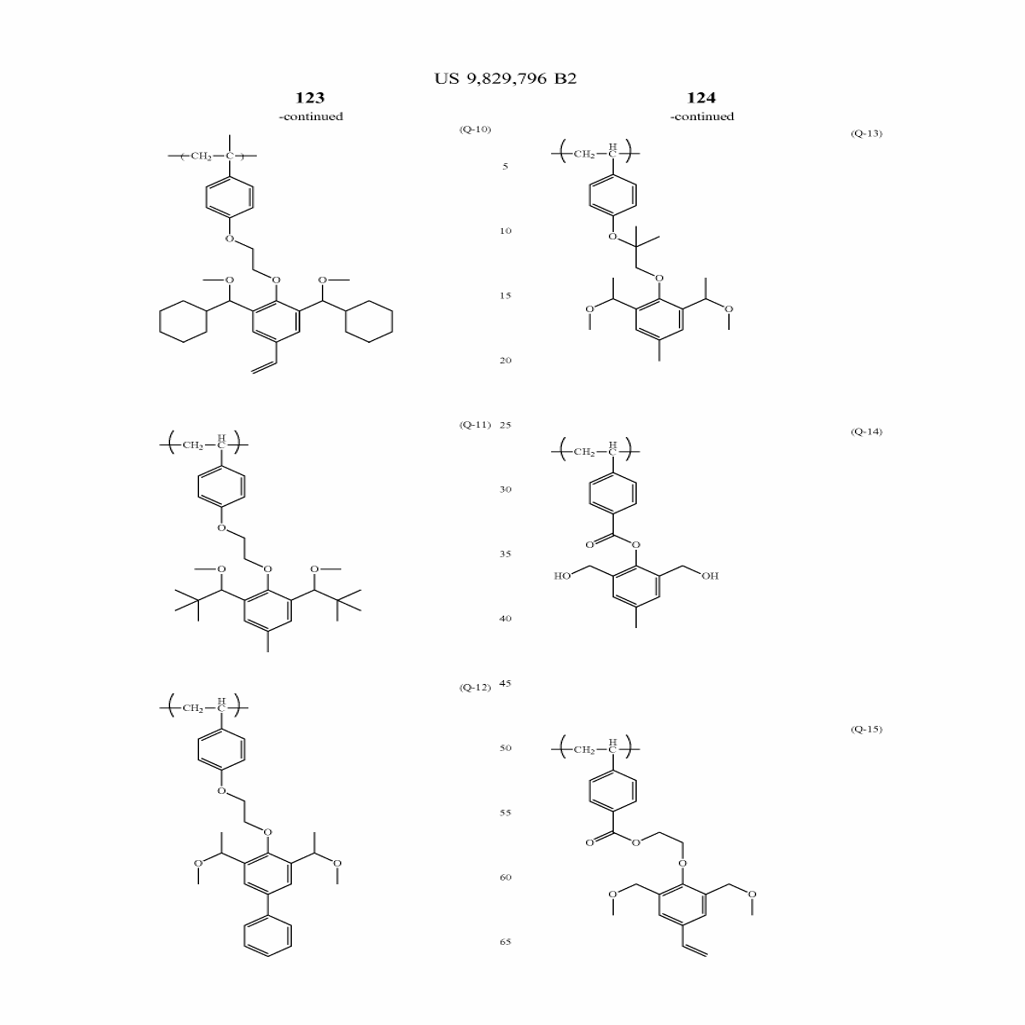 US 9,829,796 B2
123
-continued
(Q-10)
CH₂ C
O
O O O
5
10
15
20
(Q-11) 25
H
CH₂ C
O
O O O
30
35
40
(Q-12) 45
H
CH₂ C
O
O
O O
50
55
60
65
124
-continued
(Q-13)
H
CH₂ C
O
O
O O
(Q-14)
H
CH₂ C
O O
HO OH
(Q-15)
H
CH₂ C
O O
O
O O